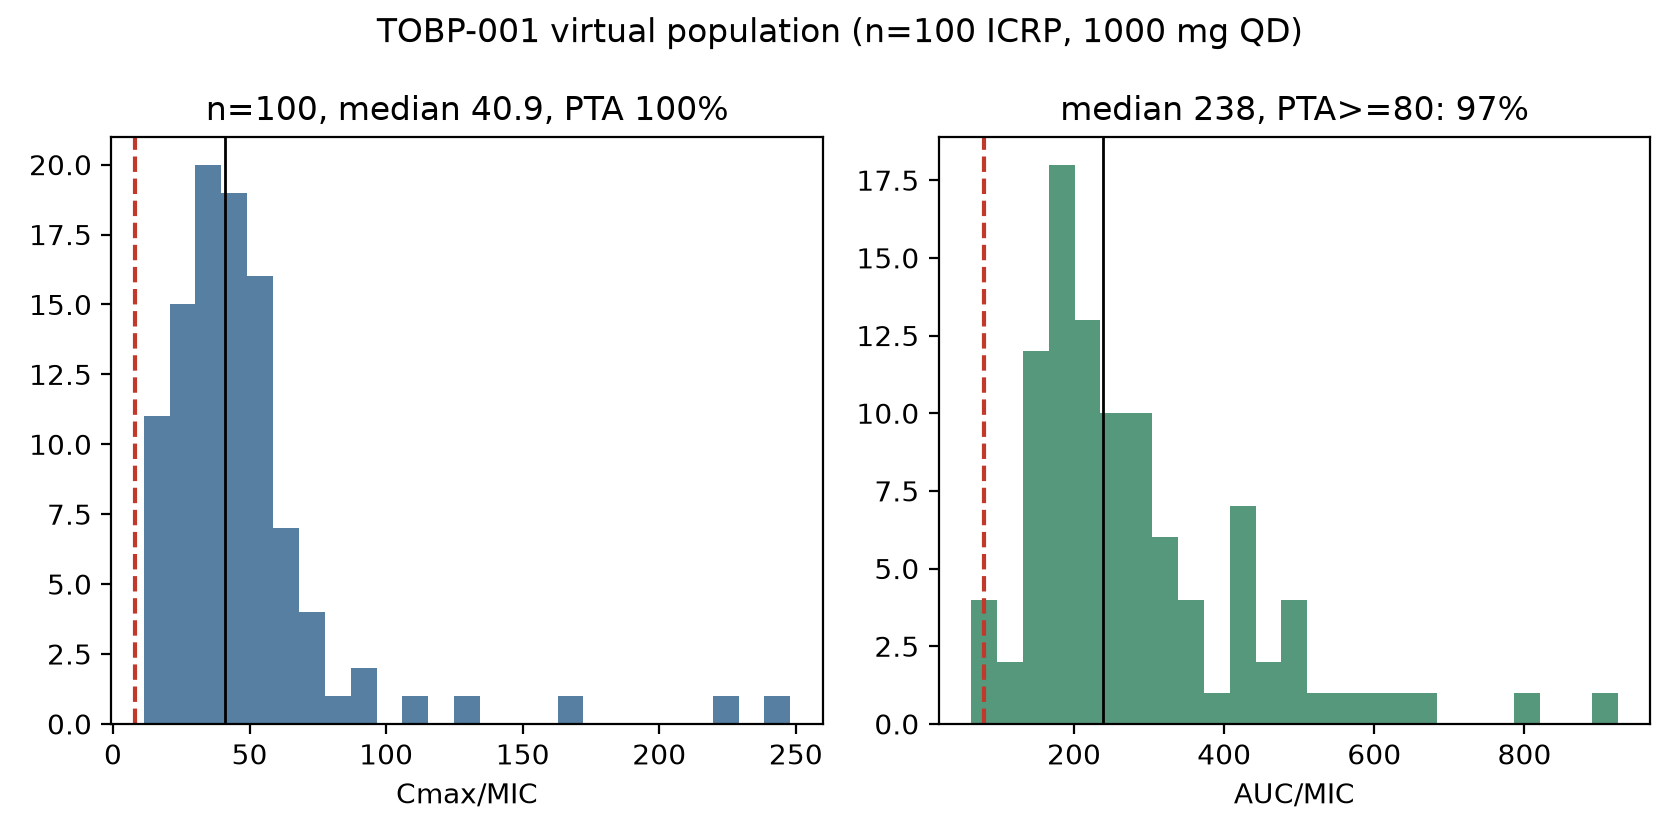 TOBP-001 virtual population (n=100 ICRP, 1000 mg QD)
n=100, median 40.9, PTA 100%
20.0
17.5
15.0
12.5
10.0
7.5
5.0
2.5
0.0
0 50 100 150 200 250
Cmax/MIC
median 238, PTA>=80: 97%
17.5
15.0
12.5
10.0
7.5
5.0
2.5
0.0
200 400 600 800
AUC/MIC